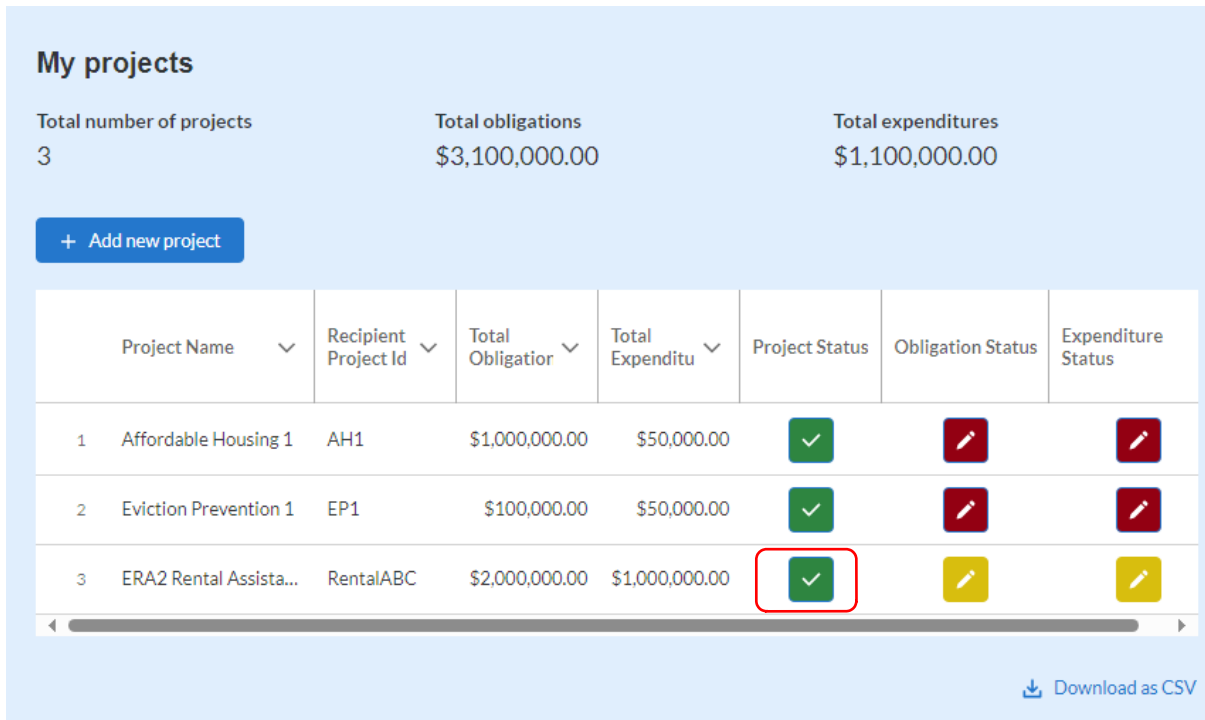 My projects
Total number of projects Total obligations Total expenditures
3 $3,100,000.00 $1,100,000.00
+ Add new project
Project Name Recipient Project Id Total Obligation Total Expenditu Project Status Obligation Status Expenditure Status
1 Affordable Housing 1 AH1 $1,000,000.00 $50,000.00
2 Eviction Prevention 1 EP1 $100,000.00 $50,000.00
3 ERA2 Rental Assista... RentalABC $2,000,000.00 $1,000,000.00
Download as CSV